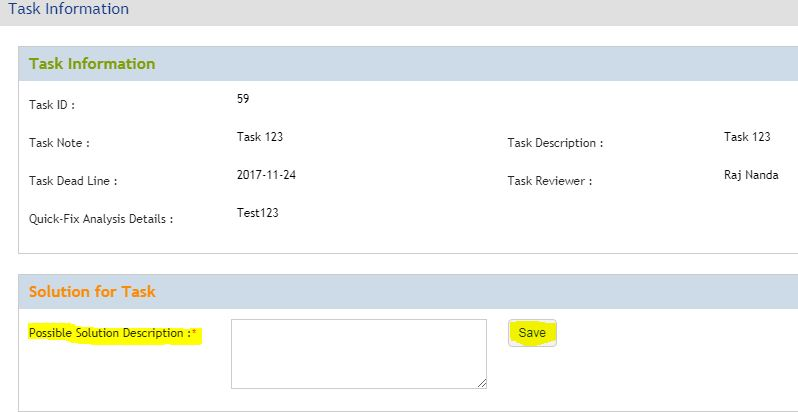 Task Information
Task Information
Task ID : 59
Task Note : Task 123 Task Description : Task 123
Task Dead Line : 2017-11-24 Task Reviewer : Raj Nanda
Quick-Fix Analysis Details : Test123
Solution for Task
Possible Solution Description :* Save